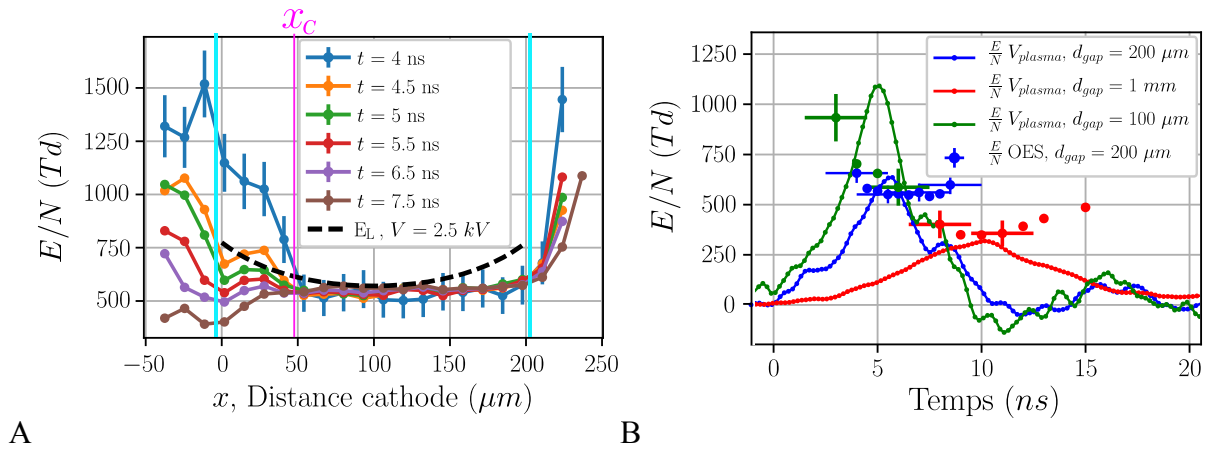 x_C
t = 4 ns
t = 4.5 ns
t = 5 ns
t = 5.5 ns
t = 6.5 ns
t = 7.5 ns
E_L , V = 2.5 kV
1500
1250
1000
750
500
E/N (Td)
−50 0 50 100 150 200 250
x, Distance cathode (μm)
A
E/N V_plasma, d_gap = 200 μm
E/N V_plasma, d_gap = 1 mm
E/N V_plasma, d_gap = 100 μm
E/N OES, d_gap = 200 μm
1250
1000
750
500
250
0
E/N (Td)
0 5 10 15 20
Temps (ns)
B